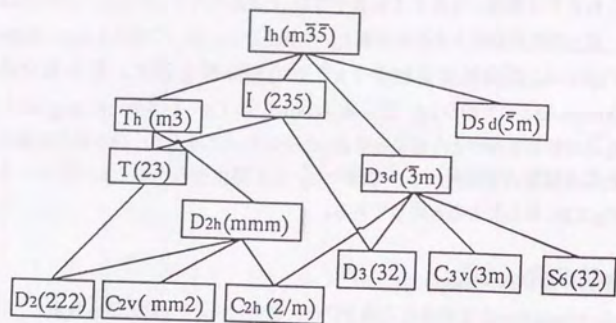 Ih(m3̅5̅)
I (235)
Th(m3)
D5d(5̅m)
T(23)
D3d(3̅m)
D2h(mmm)
D2(222)
C2v(mm2)
C2h(2/m)
D3(32)
C3v(3m)
S6(32)